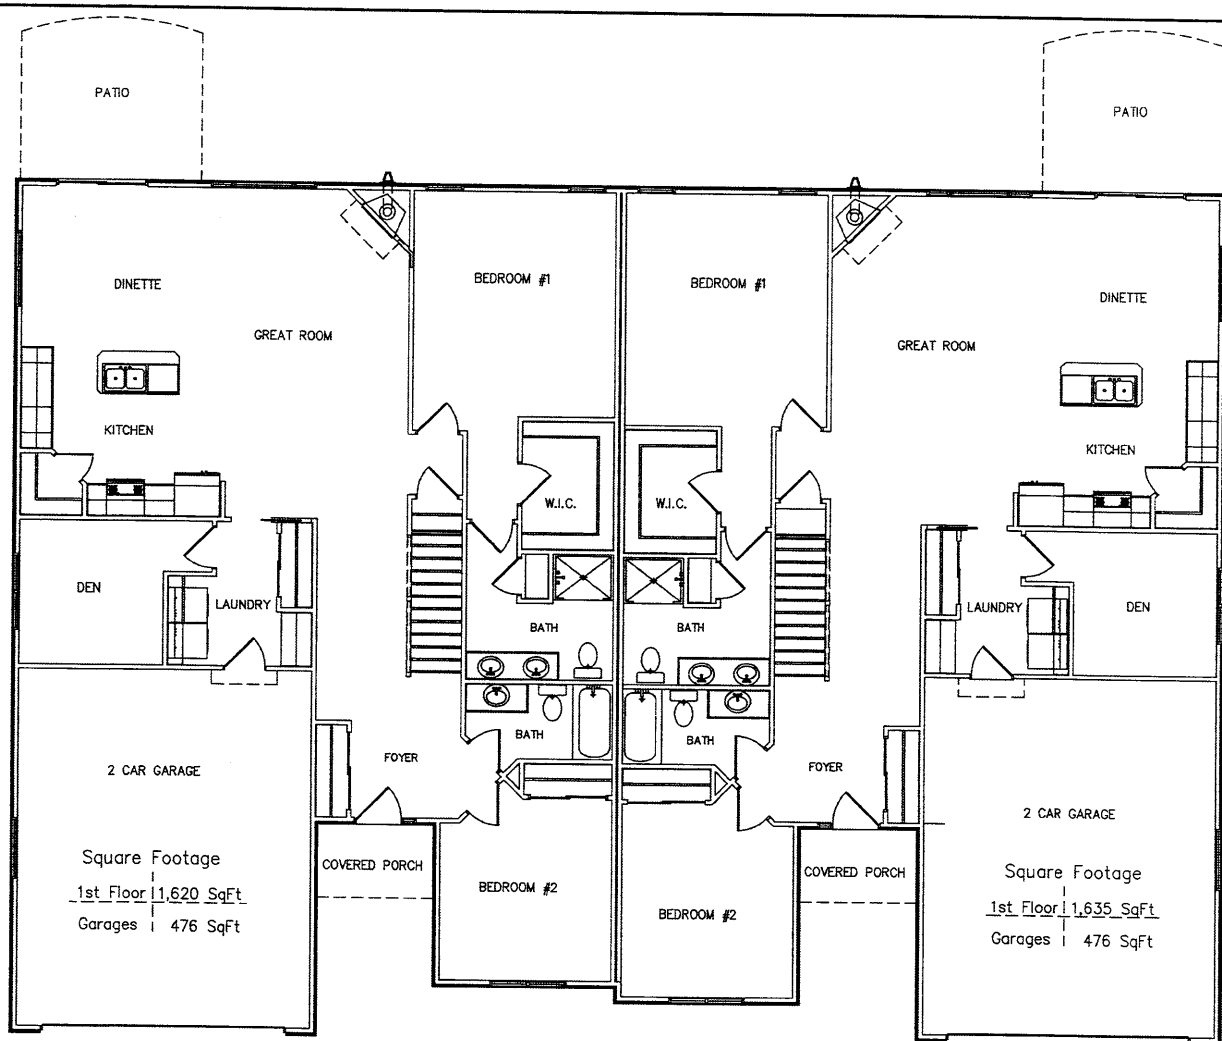 PATIO
PATIO
DINETTE
GREAT ROOM
BEDROOM #1
BEDROOM #1
DINETTE
GREAT ROOM
KITCHEN
KITCHEN
W.I.C.
W.I.C.
DEN
LAUNDRY
BATH
BATH
LAUNDRY
DEN
BATH
BATH
FOYER
FOYER
2 CAR GARAGE
2 CAR GARAGE
Square Footage
1st Floor 1,620 SqFt
Garages 476 SqFt
COVERED PORCH
BEDROOM #2
BEDROOM #2
COVERED PORCH
Square Footage
1st Floor 1,635 SqFt
Garages 476 SqFt